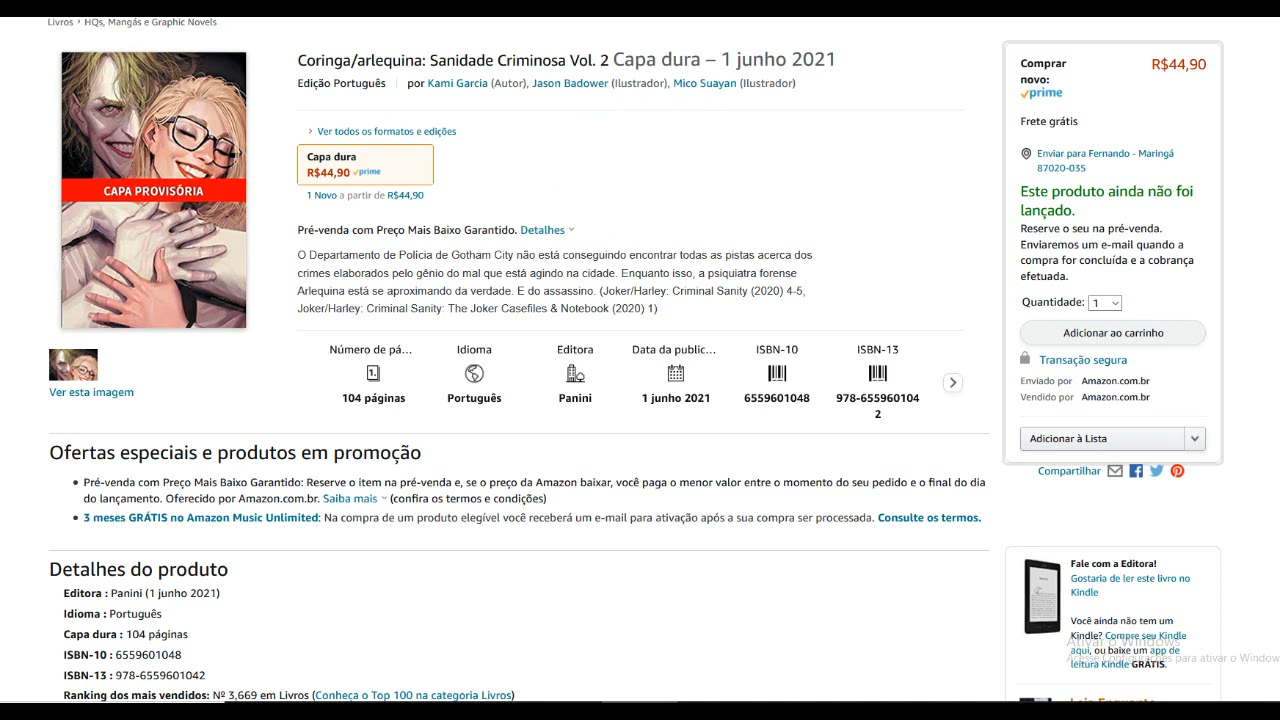 Livros › HQs, Mangás e Graphic Novels
CAPA PROVISÓRIA
Ver esta imagem
Coringa/arlequina: Sanidade Criminosa Vol. 2 Capa dura – 1 junho 2021
Edição Português | por Kami Garcia (Autor), Jason Badower (Ilustrador), Mico Suayan (Ilustrador)
› Ver todos os formatos e edições
Capa dura
R$44,90 prime
1 Novo a partir de R$44,90
Pré-venda com Preço Mais Baixo Garantido. Detalhes
O Departamento de Polícia de Gotham City não está conseguindo encontrar todas as pistas acerca dos
crimes elaborados pelo gênio do mal que está agindo na cidade. Enquanto isso, a psiquiatra forense
Arlequina está se aproximando da verdade. E do assassino. (Joker/Harley: Criminal Sanity (2020) 4-5,
Joker/Harley: Criminal Sanity: The Joker Casefiles & Notebook (2020) 1)
Número de pá... Idioma Editora Data da public... ISBN-10 ISBN-13
1.
104 páginas Português Panini 1 junho 2021 6559601048 978-655960104
2
Comprar R$44,90
novo:
prime
Frete grátis
Enviar para Fernando - Maringá
87020-035
Este produto ainda não foi
lançado.
Reserve o seu na pré-venda.
Enviaremos um e-mail quando a
compra for concluída e a cobrança
efetuada.
Quantidade: 1
Adicionar ao carrinho
Transação segura
Enviado por Amazon.com.br
Vendido por Amazon.com.br
Adicionar à Lista
Compartilhar
Ofertas especiais e produtos em promoção
• Pré-venda com Preço Mais Baixo Garantido: Reserve o item na pré-venda e, se o preço da Amazon baixar, você paga o menor valor entre o momento do seu pedido e o final do dia
do lançamento. Oferecido por Amazon.com.br. Saiba mais (confira os termos e condições)
• 3 meses GRÁTIS no Amazon Music Unlimited: Na compra de um produto elegível você receberá um e-mail para ativação após a sua compra ser processada. Consulte os termos.
Detalhes do produto
Editora : Panini (1 junho 2021)
Idioma : Português
Capa dura : 104 páginas
ISBN-10 : 6559601048
ISBN-13 : 978-6559601042
Ranking dos mais vendidos: Nº 3,669 em Livros (Conheça o Top 100 na categoria Livros)
Fale com a Editora!
Gostaria de ler este livro no
Kindle
Você ainda não tem um
Kindle? Compre seu Kindle
aqui, ou baixe um app de
leitura Kindle GRÁTIS.
Ativar o Windows
Acesse Configurações para ativar o Window